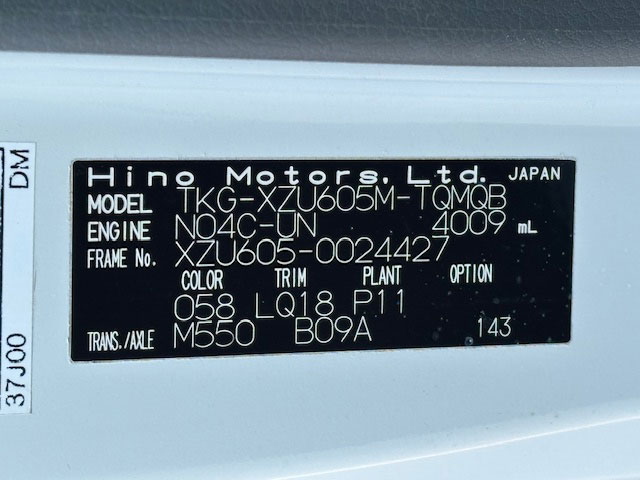 Hino Motors, Ltd. JAPAN
MODEL TKG-XZU605M-TQMQB
ENGINE N04C-UN 4009 mL
FRAME No. XZU605-0024427
COLOR TRIM PLANT OPTION
058 LQ18 P11
TRANS./AXLE M550 B09A 143
37J00 DM